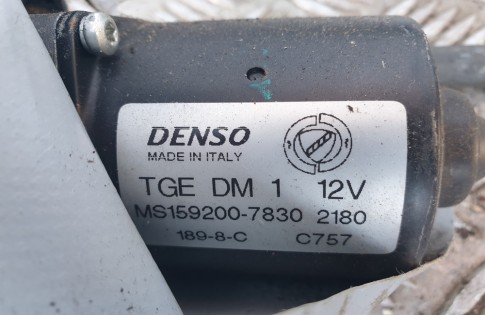 DENSO
MADE IN ITALY
TGE DM 1 12V
MS159200-7830 2180
189-8-C C757